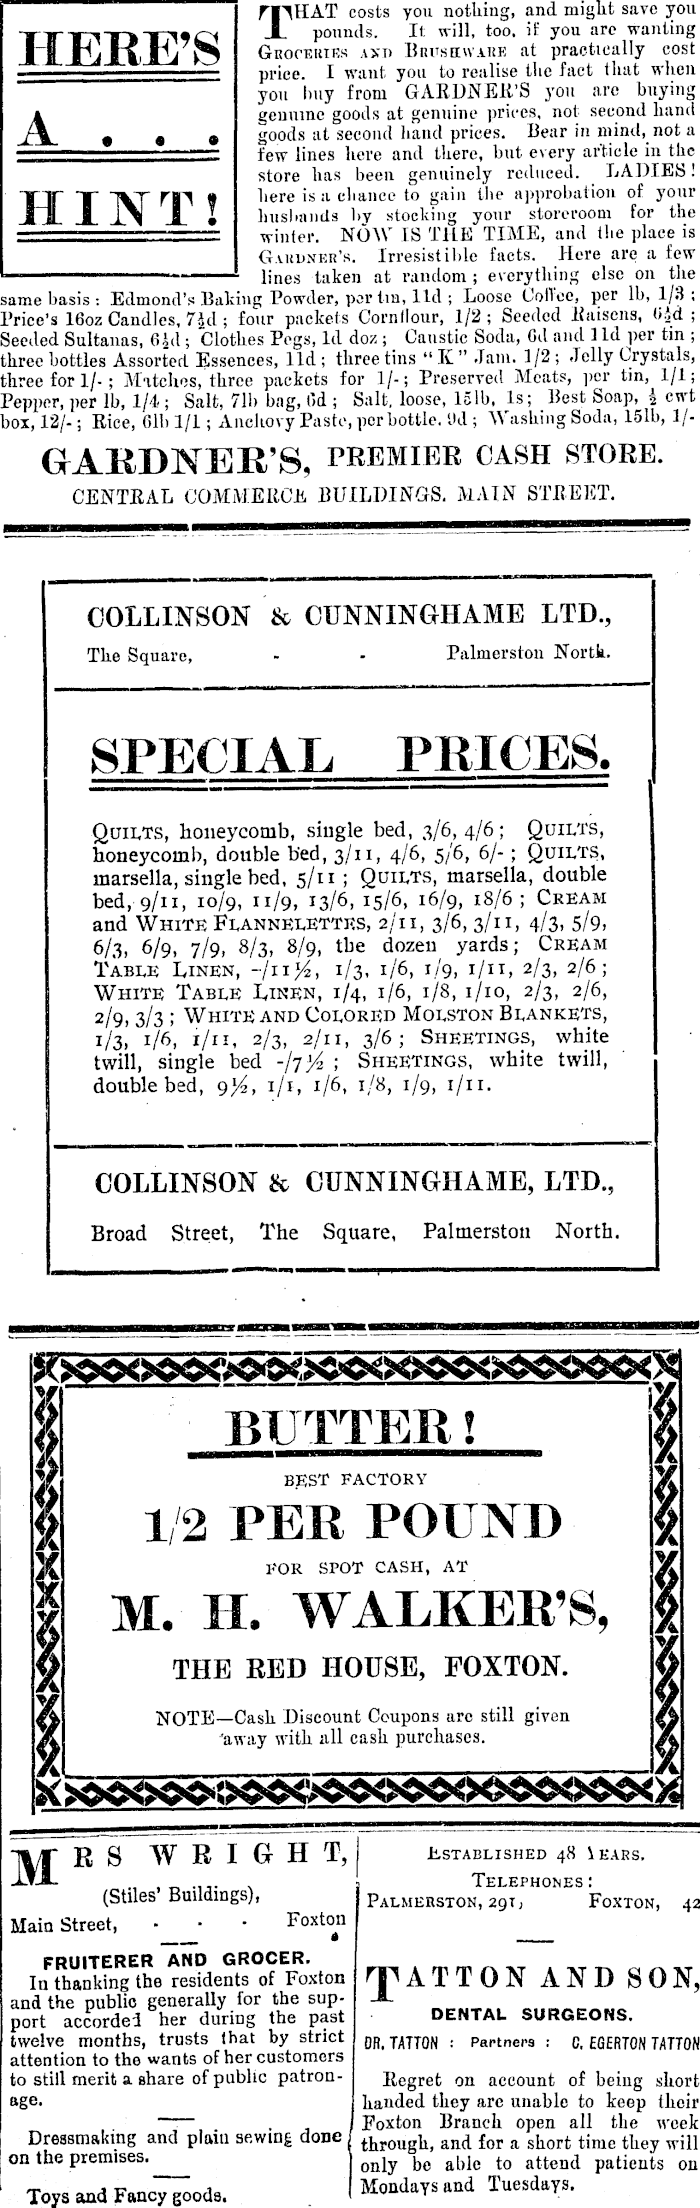 HERE'S
A . . .
HINT!
THAT costs you nothing, and might save you
pounds. It will, too, if you are wanting
GROCERIES AND BRUSHWARE at practically cost
price. I want you to realise the fact that when
you buy from GARDNER'S you are buying
genuine goods at genuine prices, not second hand
goods at second hand prices. Bear in mind, not a
few lines here and there, but every article in the
store has been genuinely reduced. LADIES!
here is a chance to gain the approbation of your
husbands by stocking your storeroom for the
winter. NOW IS THE TIME, and the place is
GARDNER'S. Irresistible facts. Here are a few
lines taken at random; everything else on the
same basis: Edmond's Baking Powder, per tin, 11d; Loose Coffee, per lb, 1/3;
Price's 16oz Candles, 7½d; four packets Cornflour, 1/2; Seeded Raisens, 6½d;
Seeded Sultanas, 6½d; Clothes Pegs, 1d doz; Caustic Soda, 6d and 11d per tin;
three bottles Assorted Essences, 11d; three tins "K" Jam. 1/2; Jelly Crystals,
three for 1/-; Matches, three packets for 1/-; Preserved Meats, per tin, 1/1;
Pepper, per lb, 1/4; Salt, 7lb bag, 6d; Salt, loose, 15lb, 1s; Best Soap, ½ cwt
box, 12/-; Rice, 6lb 1/1; Anchovy Paste, per bottle. 9d; Washing Soda, 15lb, 1/-
GARDNER'S, PREMIER CASH STORE.
CENTRAL COMMERCE BUILDINGS. MAIN STREET.
COLLINSON & CUNNINGHAME LTD.,
The Square, - - Palmerston North.
SPECIAL PRICES.
QUILTS, honeycomb, single bed, 3/6, 4/6; QUILTS,
honeycomb, double bed, 3/11, 4/6, 5/6, 6/-; QUILTS,
marsella, single bed, 5/11; QUILTS, marsella, double
bed, 9/11, 10/9, 11/9, 13/6, 15/6, 16/9, 18/6; CREAM
and WHITE FLANNELETTES, 2/11, 3/6, 3/11, 4/3, 5/9,
6/3, 6/9, 7/9, 8/3, 8/9, the dozen yards; CREAM
TABLE LINEN, -/11½, 1/3, 1/6, 1/9, 1/11, 2/3, 2/6;
WHITE TABLE LINEN, 1/4, 1/6, 1/8, 1/10, 2/3, 2/6,
2/9, 3/3; WHITE AND COLORED MOLSTON BLANKETS,
1/3, 1/6, 1/11, 2/3, 2/11, 3/6; SHEETINGS, white
twill, single bed -/7½; SHEETINGS, white twill,
double bed, 9½, 1/1, 1/6, 1/8, 1/9, 1/11.
COLLINSON & CUNNINGHAME, LTD.,
Broad Street, The Square, Palmerston North.
BUTTER!
BEST FACTORY
1/2 PER POUND
FOR SPOT CASH, AT
M. H. WALKER'S,
THE RED HOUSE, FOXTON.
NOTE—Cash Discount Coupons are still given
away with all cash purchases.
MRS WRIGHT,
(Stiles' Buildings),
Main Street, - - - Foxton
FRUITERER AND GROCER.
In thanking the residents of Foxton
and the public generally for the sup-
port accorded her during the past
twelve months, trusts that by strict
attention to the wants of her customers
to still merit a share of public patron-
age.
Dressmaking and plain sewing done
on the premises.
Toys and Fancy goods.
ESTABLISHED 48 YEARS.
TELEPHONES:
PALMERSTON, 291, FOXTON, 42
TATTON AND SON,
DENTAL SURGEONS.
DR. TATTON : Partners : C. EGERTON TATTON
Regret on account of being short
handed they are unable to keep their
Foxton Branch open all the week
through, and for a short time they will
only be able to attend patients on
Mondays and Tuesdays.